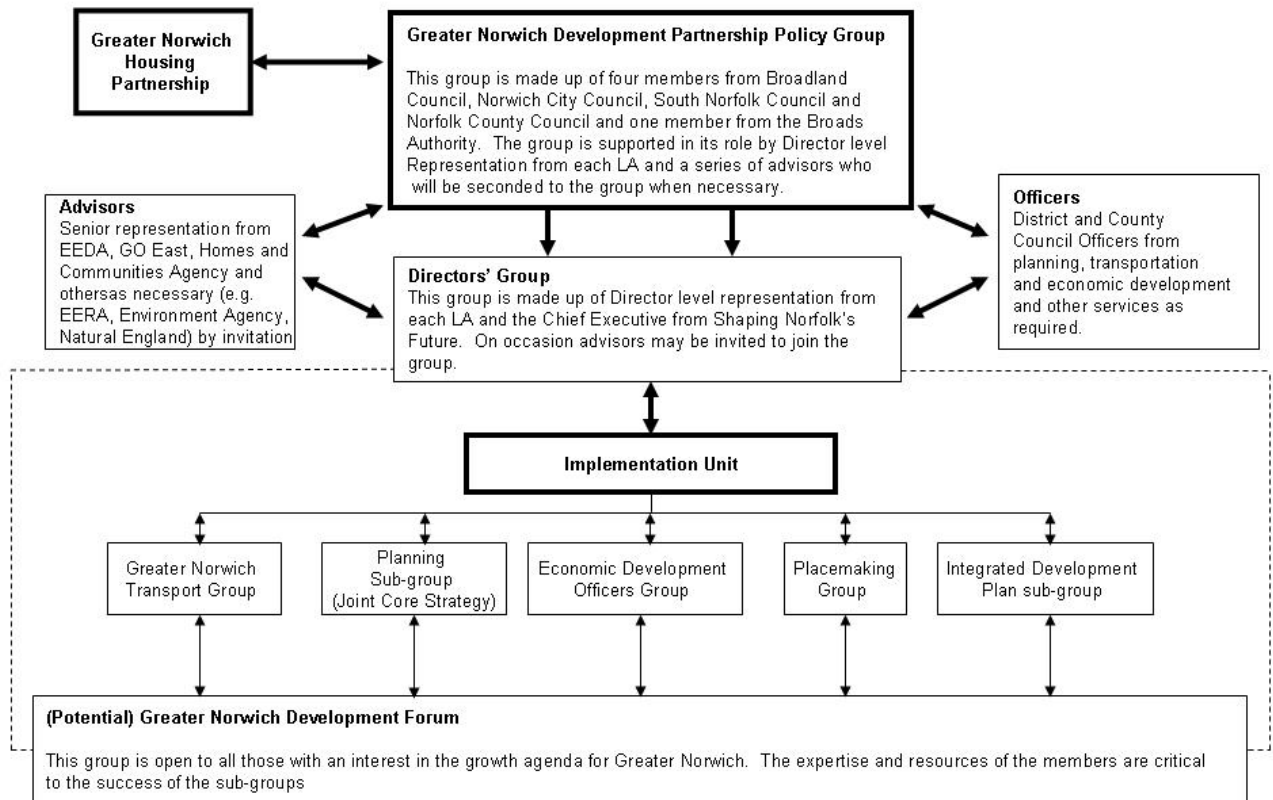 Greater Norwich
Housing
Partnership
Greater Norwich Development Partnership Policy Group
This group is made up of four members from Broadland
Council, Norwich City Council, South Norfolk Council and
Norfolk County Council and one member from the Broads
Authority. The group is supported in its role by Director level
Representation from each LA and a series of advisors who
will be seconded to the group when necessary.
Advisors
Senior representation from
EEDA, GO East, Homes and
Communities Agency and
othersas necessary (e.g.
EERA, Environment Agency,
Natural England) by invitation
Officers
District and County
Council Officers from
planning, transportation
and economic development
and other services as
required.
Directors' Group
This group is made up of Director level representation from
each LA and the Chief Executive from Shaping Norfolk's
Future. On occasion advisors may be invited to join the
group.
Implementation Unit
Greater Norwich
Transport Group
Planning
Sub-group
(Joint Core Strategy)
Economic Development
Officers Group
Placemaking
Group
Integrated Development
Plan sub-group
(Potential) Greater Norwich Development Forum
This group is open to all those with an interest in the growth agenda for Greater Norwich. The expertise and resources of the members are critical
to the success of the sub-groups